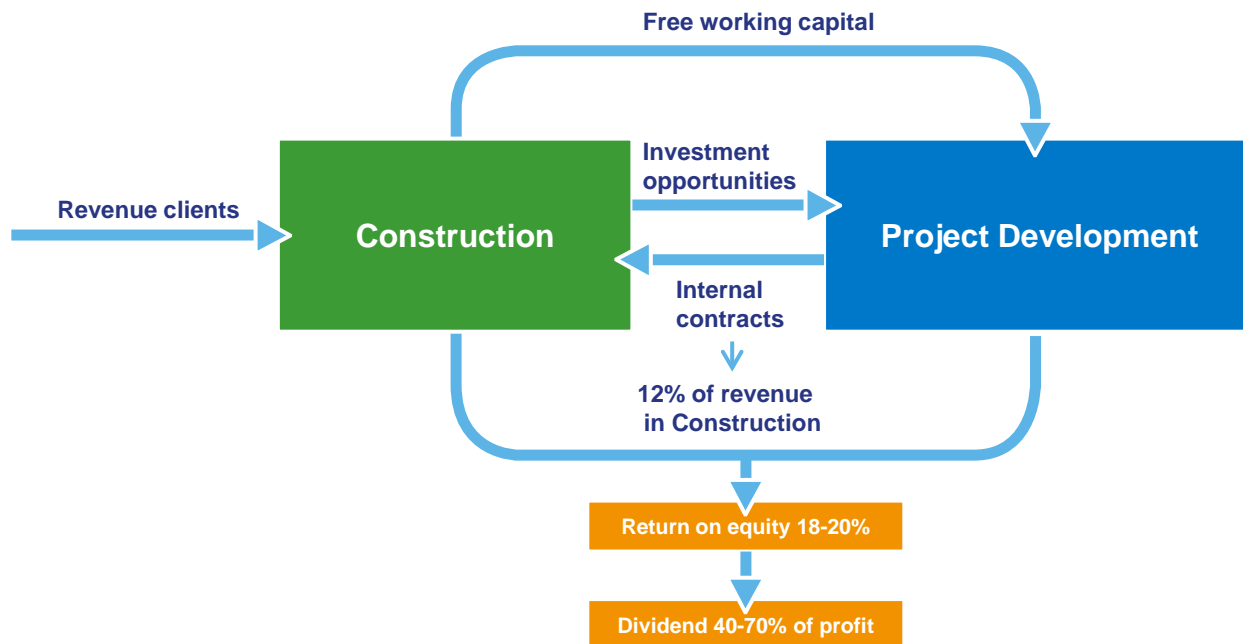 Free working capital
Investment
opportunities
Revenue clients
Construction
Project Development
Internal
contracts
12% of revenue
in Construction
Return on equity 18-20%
Dividend 40-70% of profit